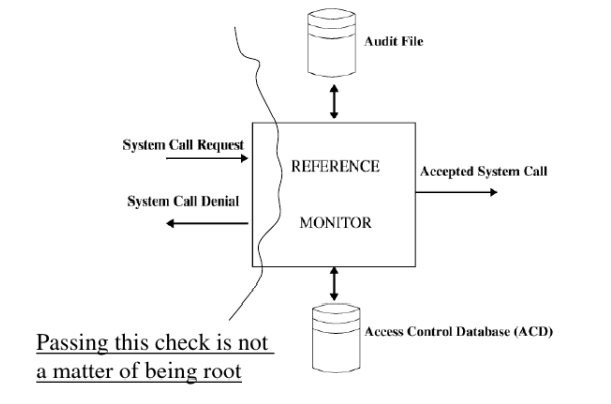 Audit File
System Call Request
REFERENCE
Accepted System Call
System Call Denial
MONITOR
Access Control Database (ACD)
Passing this check is not
a matter of being root